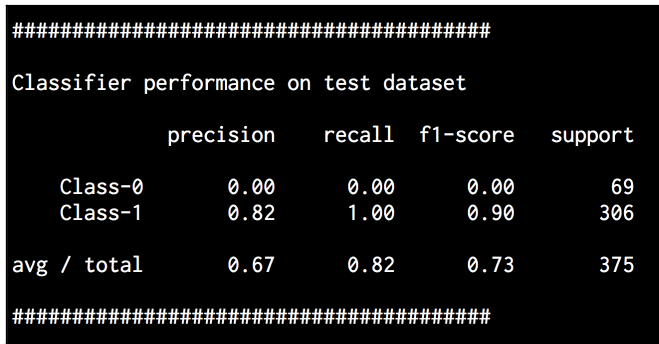 ########################################
Classifier performance on test dataset
precision recall f1-score support
Class-0 0.00 0.00 0.00 69
Class-1 0.82 1.00 0.90 306
avg / total 0.67 0.82 0.73 375
########################################